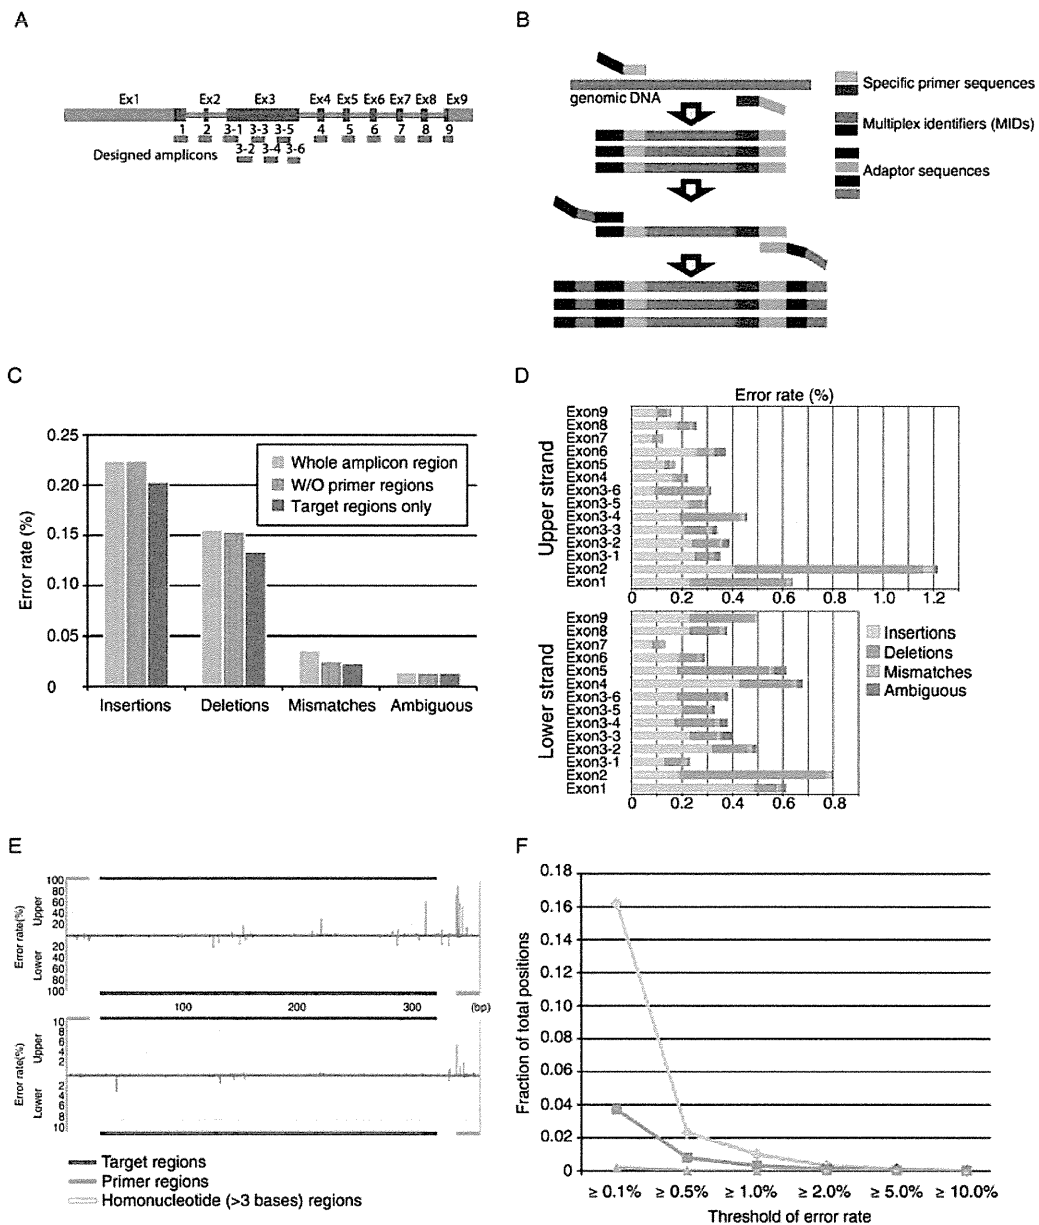 A
Ex1 Ex2 Ex3 Ex4 Ex5 Ex6 Ex7 Ex8 Ex9
1 2 3-1 3-3 3-5 4 5 6 7 8 9
Designed amplicons 3-2 3-4 3-6
B
genomic DNA
Specific primer sequences
Multiplex identifiers (MIDs)
Adaptor sequences
C
Error rate (%)
0.25
0.20
0.15
0.10
0.05
0
Whole amplicon region
W/O primer regions
Target regions only
Insertions Deletions Mismatches Ambiguous
D
Error rate (%)
Upper strand
Exon9
Exon8
Exon7
Exon6
Exon5
Exon4
Exon3-6
Exon3-5
Exon3-4
Exon3-3
Exon3-2
Exon3-1
Exon2
Exon1
0 0.2 0.4 0.6 0.8 1.0 1.2
Lower strand
Exon9
Exon8
Exon7
Exon6
Exon5
Exon4
Exon3-6
Exon3-5
Exon3-4
Exon3-3
Exon3-2
Exon3-1
Exon2
Exon1
0 0.2 0.4 0.6 0.8
Insertions
Deletions
Mismatches
Ambiguous
E
Error rate(%)
Lower Upper
100
80
60
40
20
20
40
60
80
100
100 200 300 (bp)
Error rate(%)
Lower Upper
10
8
6
4
2
2
4
6
8
10
Target regions
Primer regions
Homonucleotide (>3 bases) regions
F
Fraction of total positions
0.18
0.16
0.14
0.12
0.10
0.08
0.06
0.04
0.02
0
≥ 0.1% ≥ 0.5% ≥ 1.0% ≥ 2.0% ≥ 5.0% ≥ 10.0%
Threshold of error rate